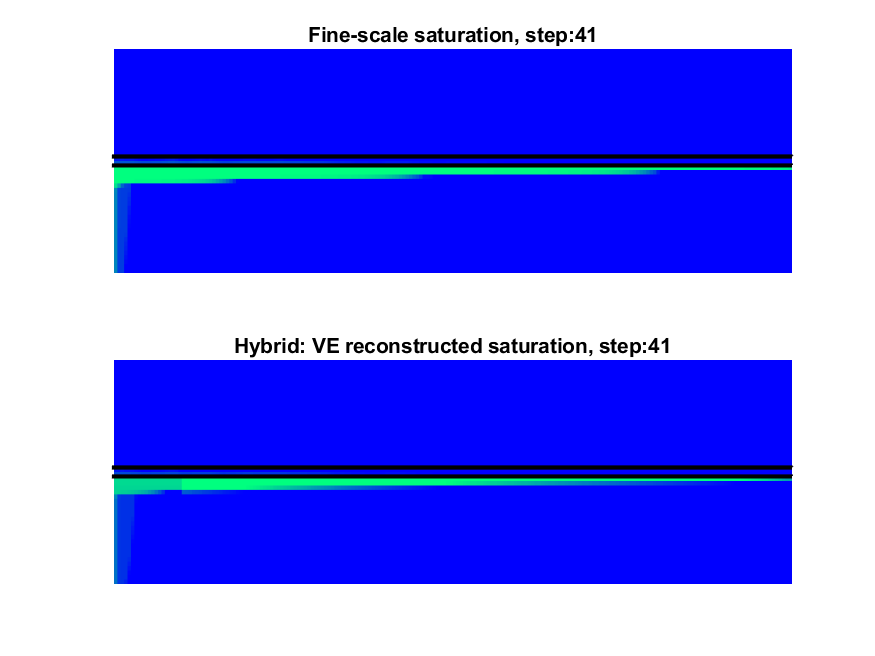 Fine-scale saturation, step:41
Hybrid: VE reconstructed saturation, step:41